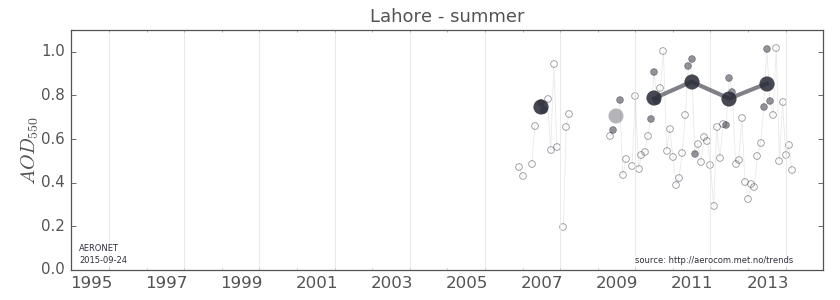 Lahore - summer
1.0
0.8
0.6
0.4
0.2
0.0
AOD550
AERONET
2015-09-24
source: http://aerocom.met.no/trends
1995 1997 1999 2001 2003 2005 2007 2009 2011 2013